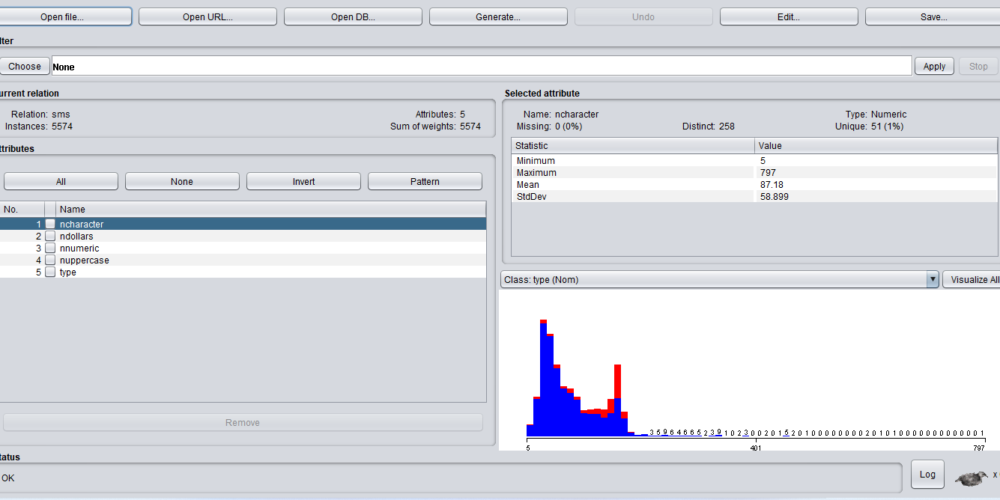 Open file... Open URL... Open DB... Generate... Undo Edit... Save...
lter
Choose None Apply Stop
urrent relation
Relation: sms Attributes: 5
Instances: 5574 Sum of weights: 5574
Selected attribute
Name: ncharacter Type: Numeric
Missing: 0 (0%) Distinct: 258 Unique: 51 (1%)
Statistic Value
Minimum 5
Maximum 797
Mean 87.18
StdDev 58.899
ttributes
All None Invert Pattern
No. Name
1 ncharacter
2 ndollars
3 nnumeric
4 nuppercase
5 type
Remove
Class: type (Nom) Visualize All
3 5 9 6 4 6 6 5 2 3 9 1 0 2 3 0 0 2 0 1 5 2 0 1 0 0 0 0 0 0 0 2 0 1 0 1 0 0 0 0 0 0 0 0 0 0 0 0 0 1
5 401 797
tatus
OK Log x